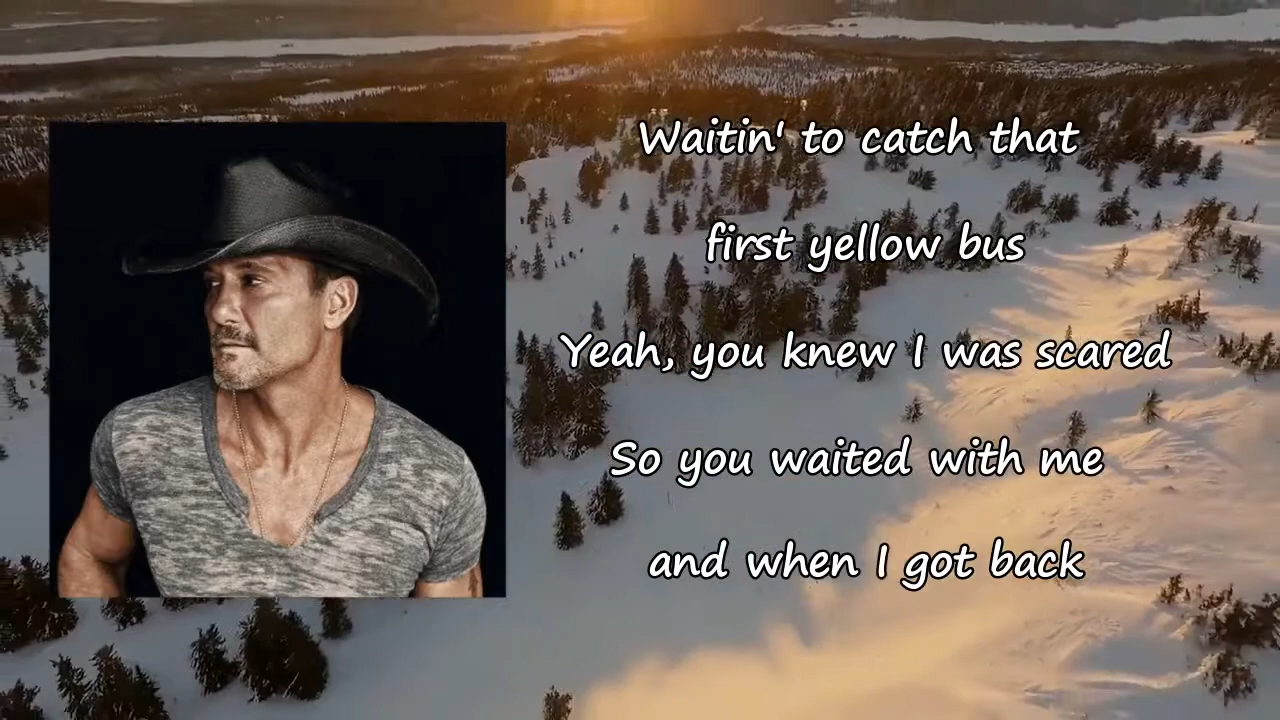 Waitin' to catch that
first yellow bus
Yeah, you knew I was scared
So you waited with me
and when I got back